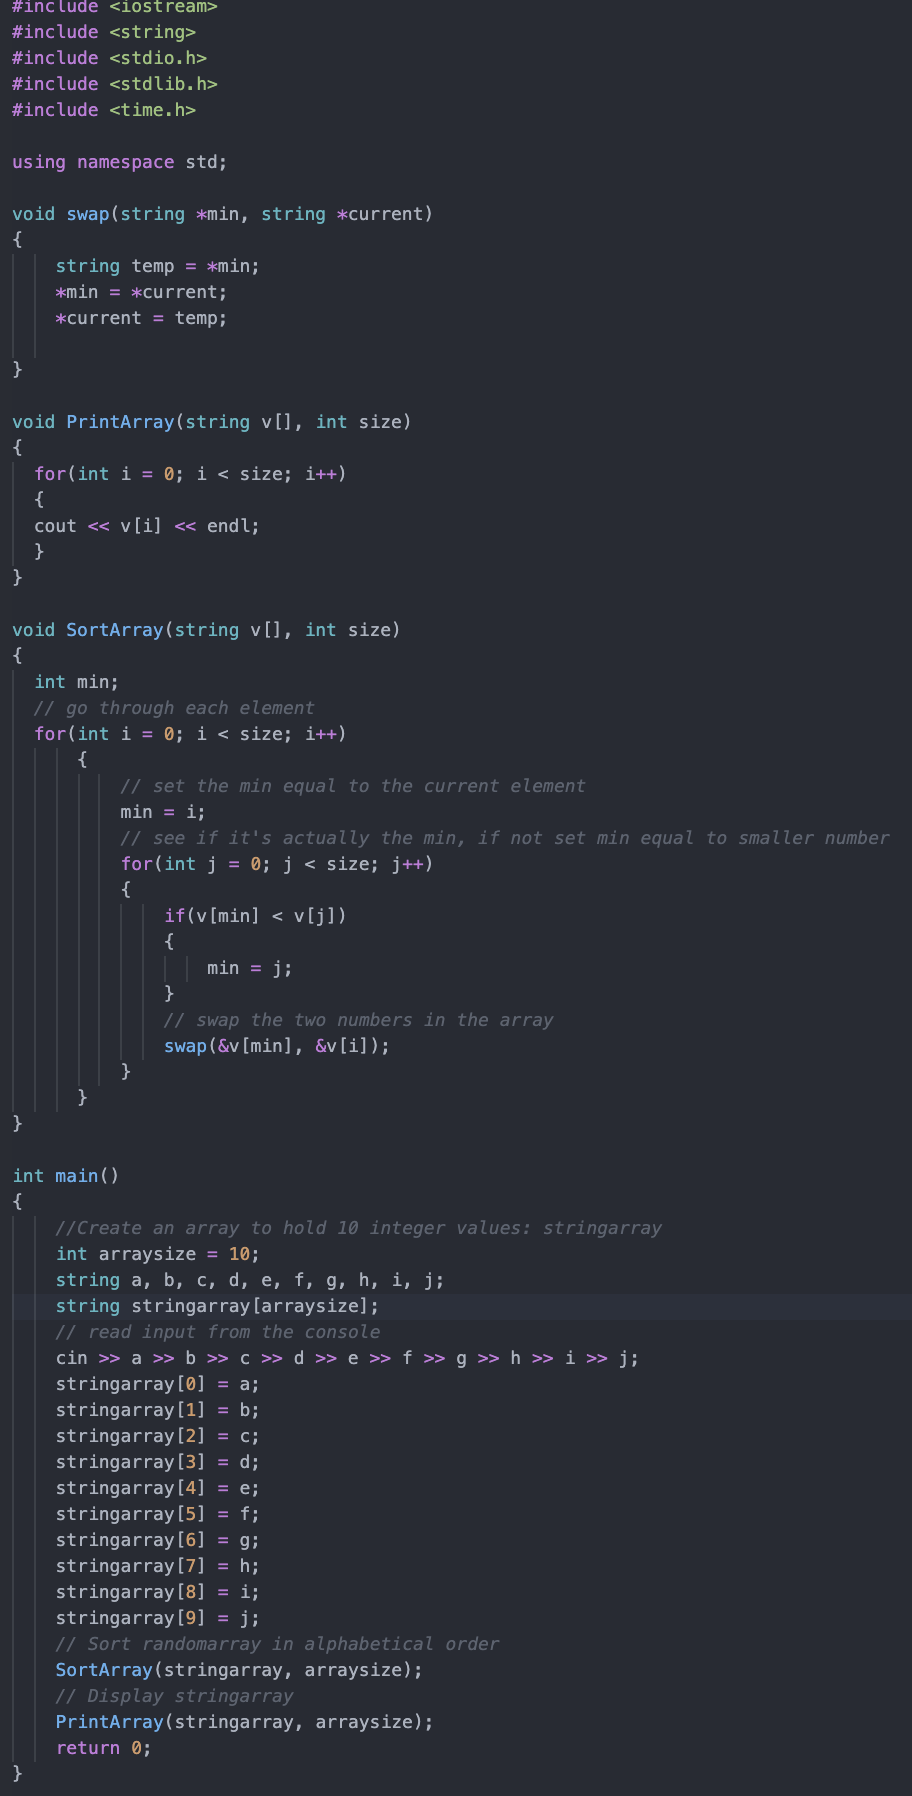 #include <iostream>
#include <string>
#include <stdio.h>
#include <stdlib.h>
#include <time.h>

using namespace std;

void swap(string *min, string *current)
{
    string temp = *min;
    *min = *current;
    *current = temp;

}

void PrintArray(string v[], int size)
{
  for(int i = 0; i < size; i++)
  {
  cout << v[i] << endl;
  }
}

void SortArray(string v[], int size)
{
  int min;
  // go through each element
  for(int i = 0; i < size; i++)
      {
          // set the min equal to the current element
          min = i;
          // see if it's actually the min, if not set min equal to smaller number
          for(int j = 0; j < size; j++)
          {
              if(v[min] < v[j])
              {
                  min = j;
              }
              // swap the two numbers in the array
              swap(&v[min], &v[i]);
          }
      }
}

int main()
{
    //Create an array to hold 10 integer values: stringarray
    int arraysize = 10;
    string a, b, c, d, e, f, g, h, i, j;
    string stringarray[arraysize];
    // read input from the console
    cin >> a >> b >> c >> d >> e >> f >> g >> h >> i >> j;
    stringarray[0] = a;
    stringarray[1] = b;
    stringarray[2] = c;
    stringarray[3] = d;
    stringarray[4] = e;
    stringarray[5] = f;
    stringarray[6] = g;
    stringarray[7] = h;
    stringarray[8] = i;
    stringarray[9] = j;
    // Sort randomarray in alphabetical order
    SortArray(stringarray, arraysize);
    // Display stringarray
    PrintArray(stringarray, arraysize);
    return 0;
}